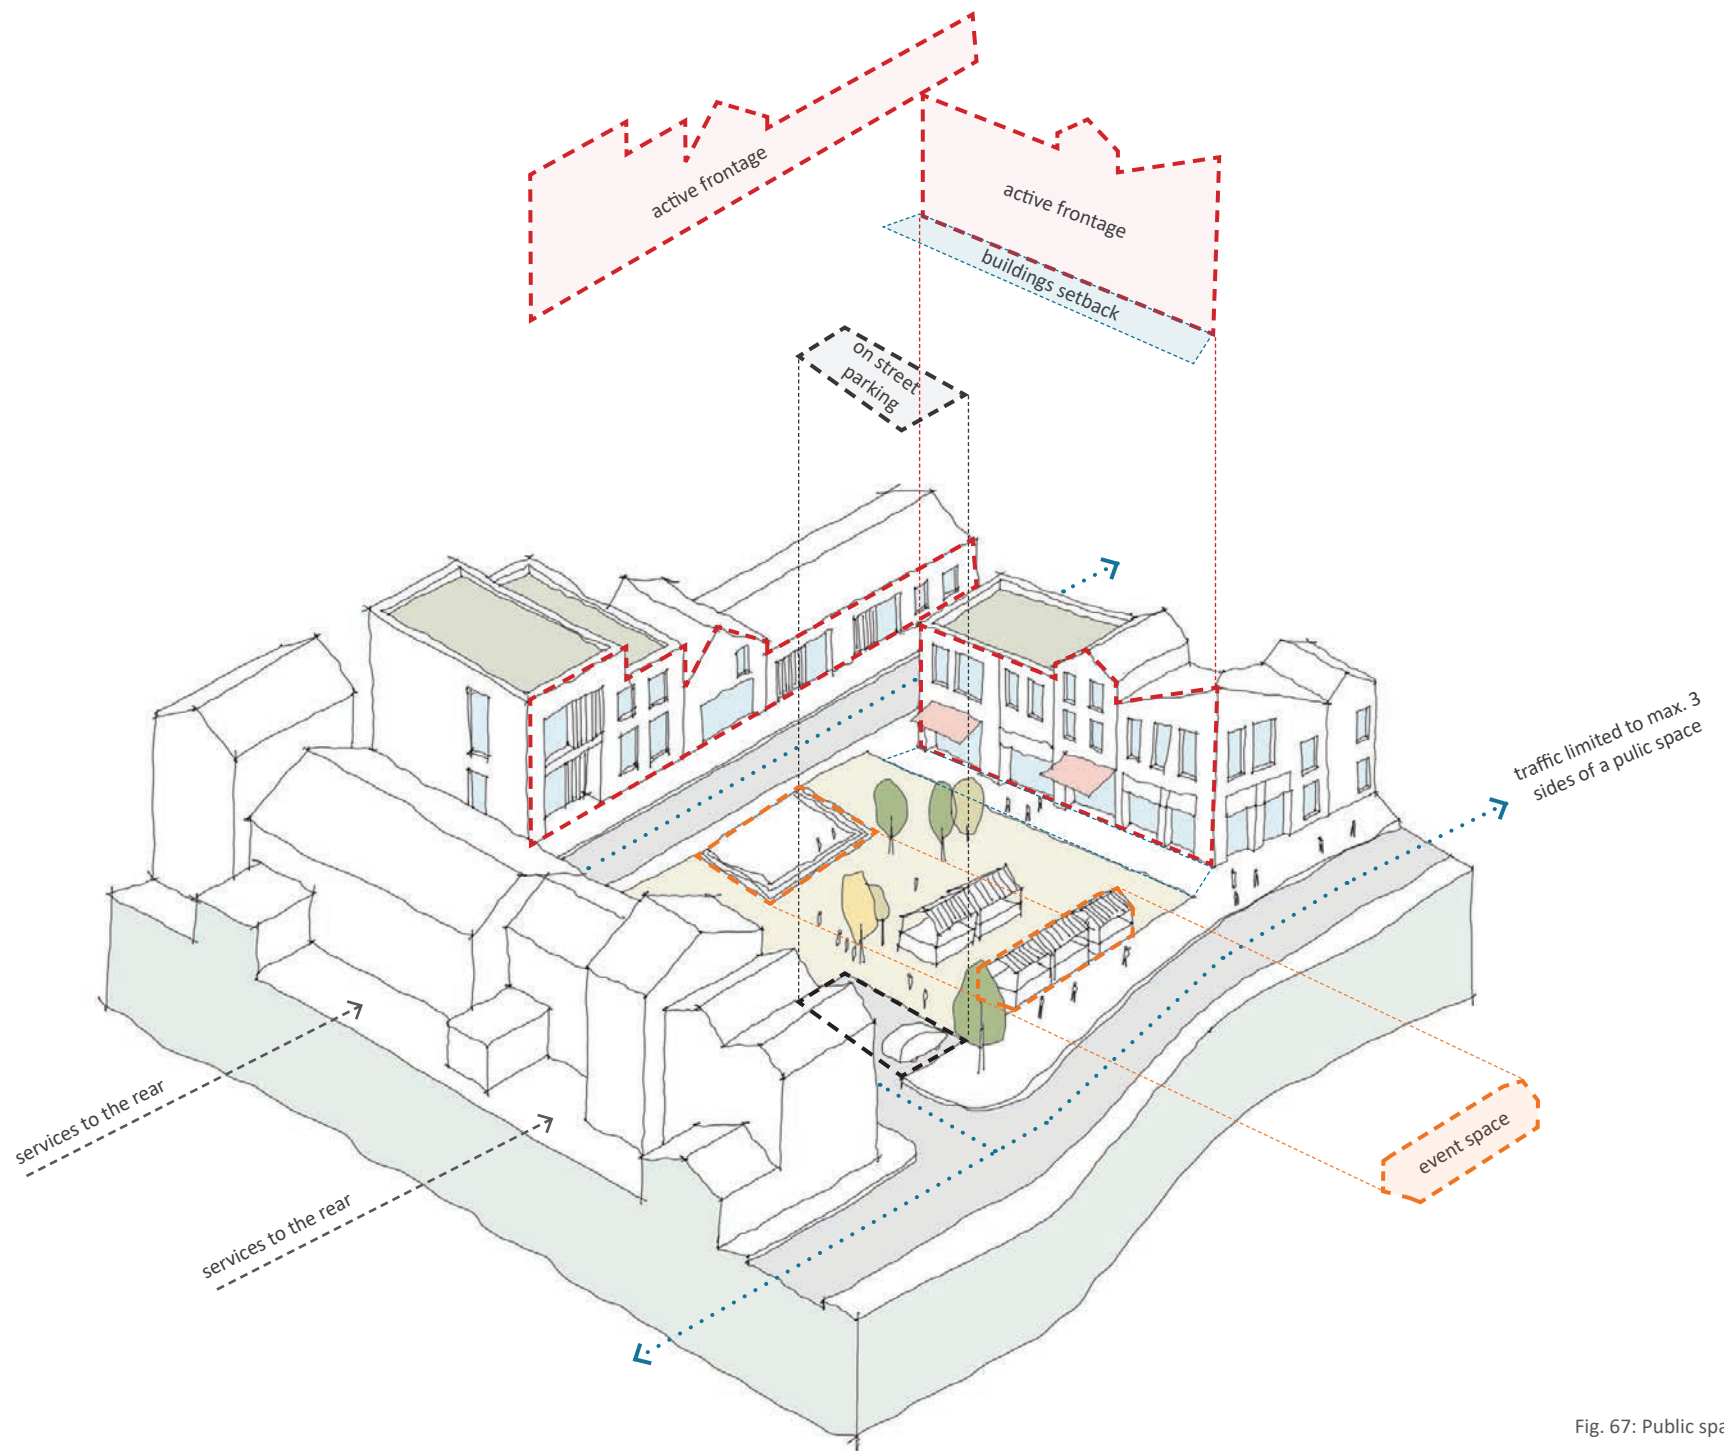 active frontage
active frontage
buildings setback
on street
parking
traffic limited to max. 3
sides of a pulic space
services to the rear
services to the rear
event space
Fig. 67: Public spa